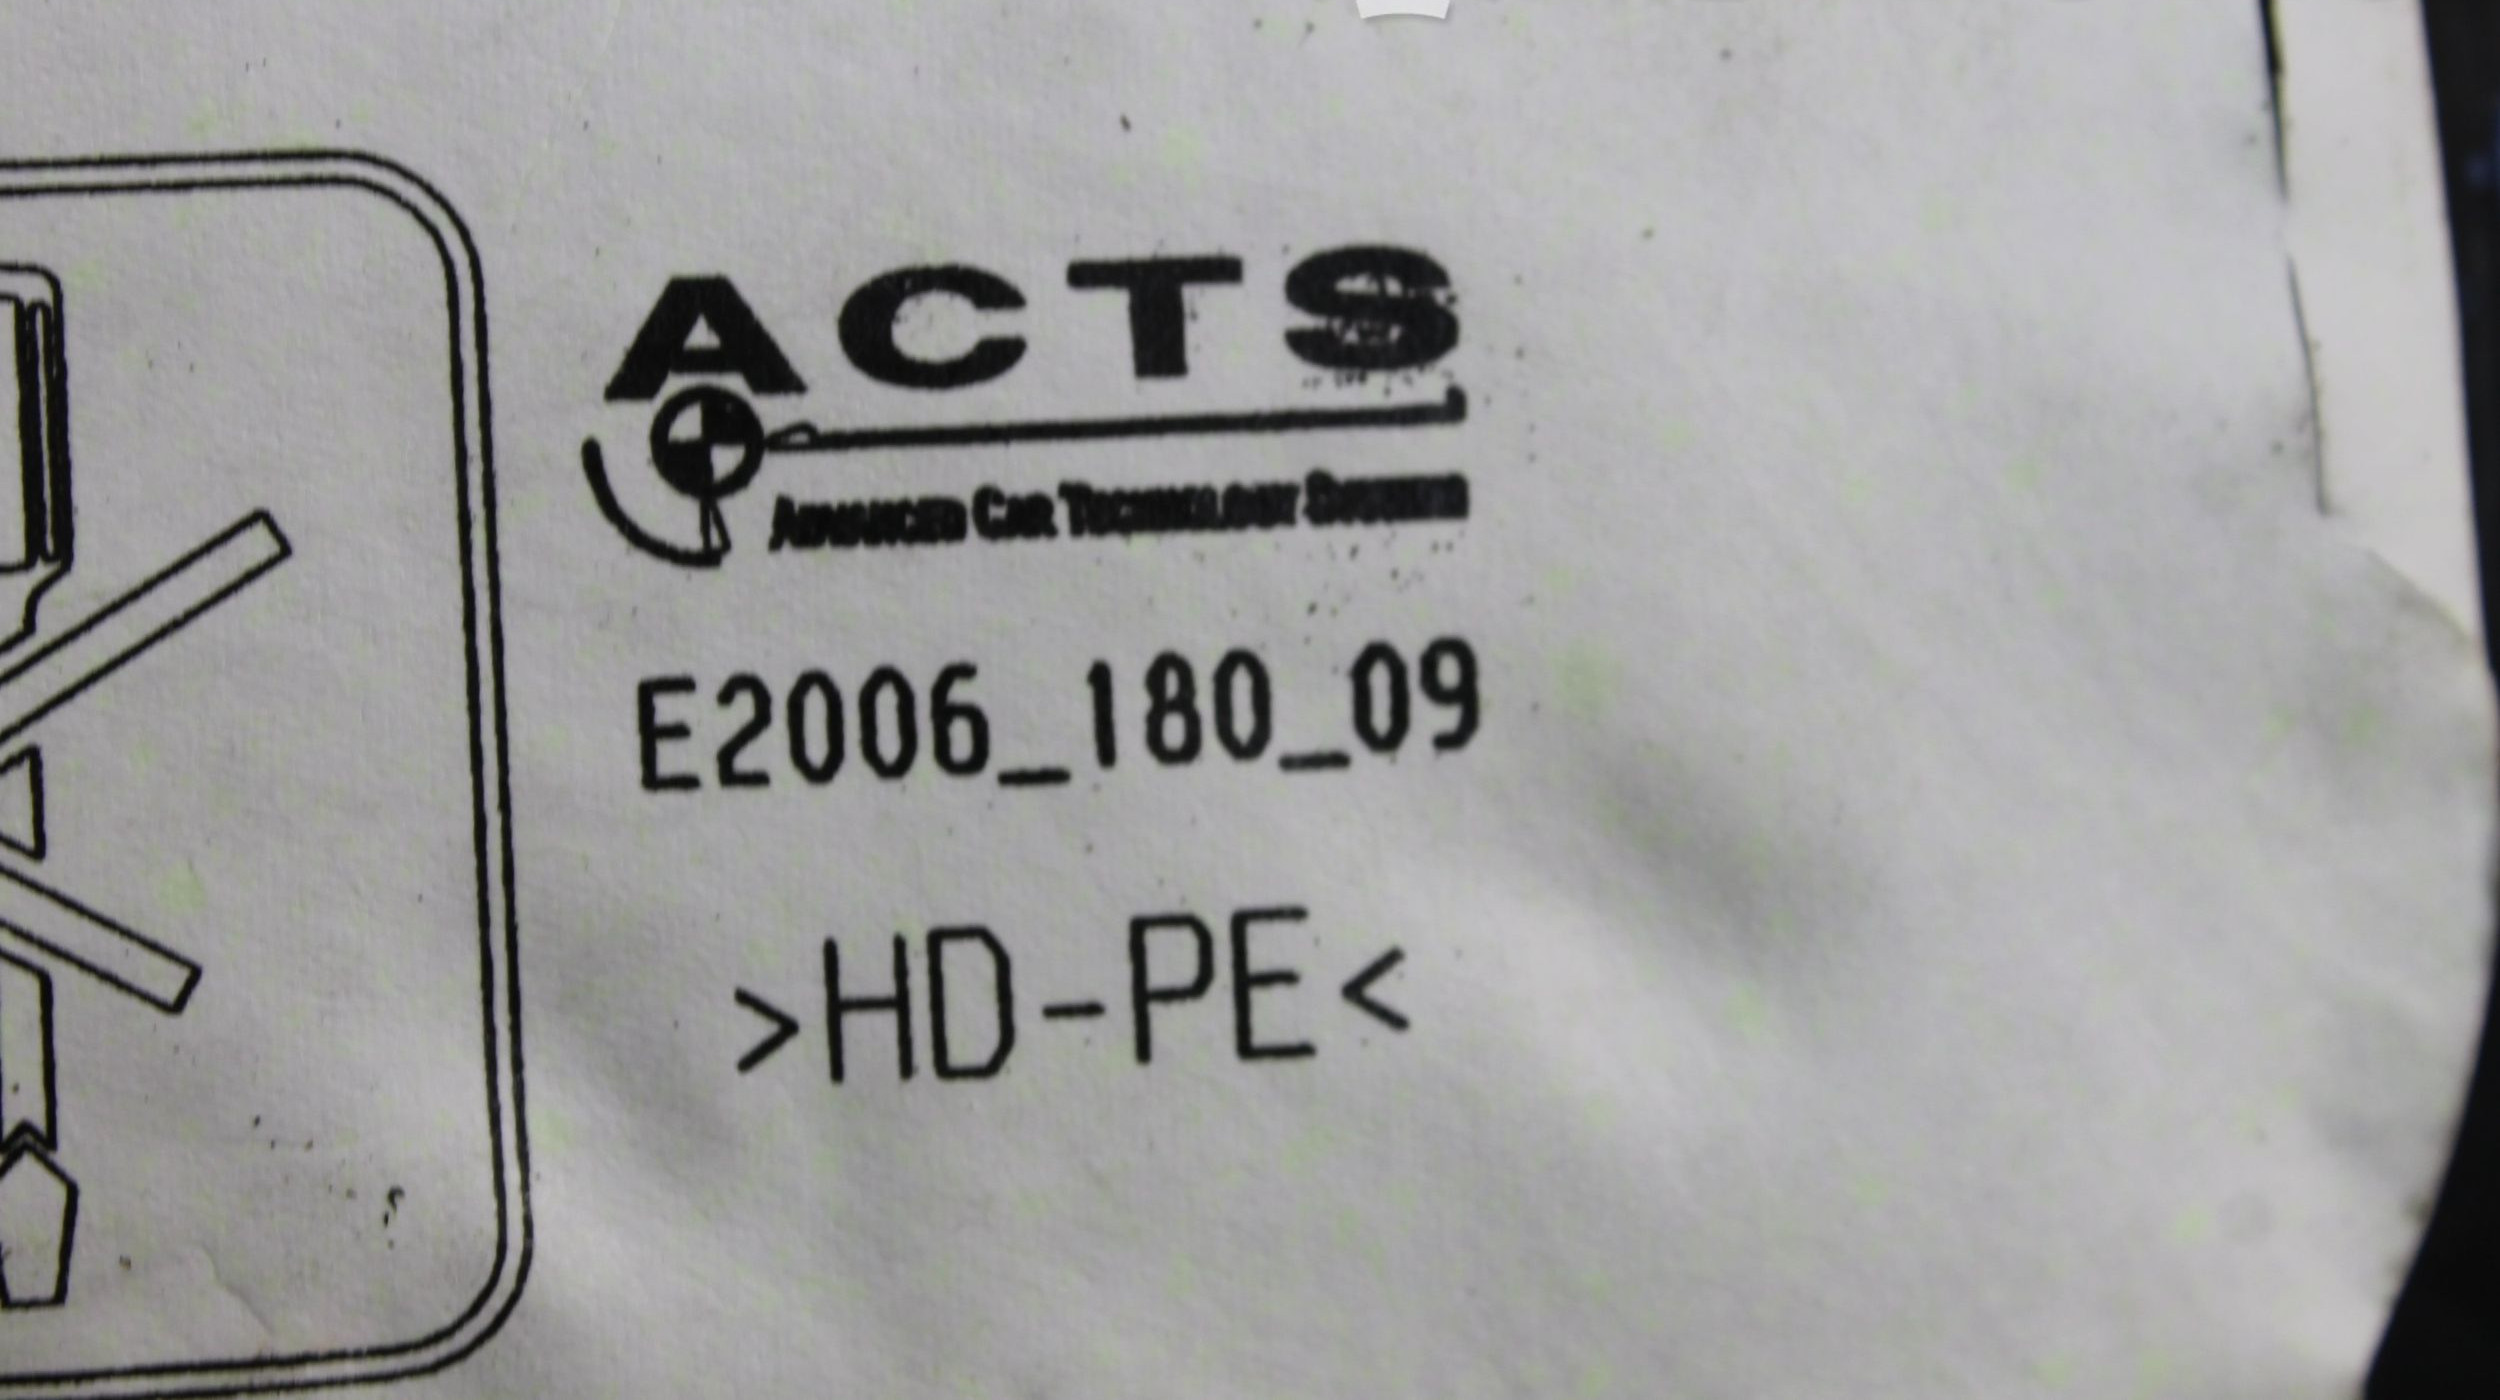 ACTS
Advanced Car Technology Systems
E2006_180_09
>HD-PE<